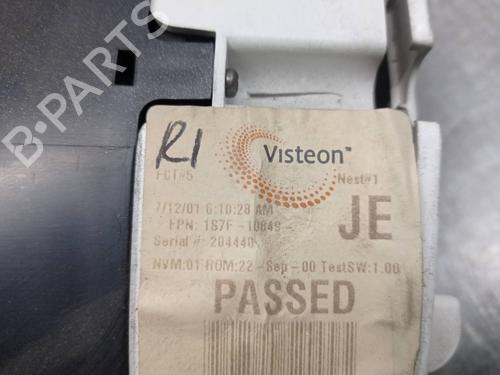 B-PARTS
R1
Visteon™
FCT#5 Nest#1
7/12/01 6:10:28 AM
FPN: 1S7F-10849
JE
Serial#: 204440
NVM:01 ROM:22-Sep-00 TestSW:1.00
PASSED